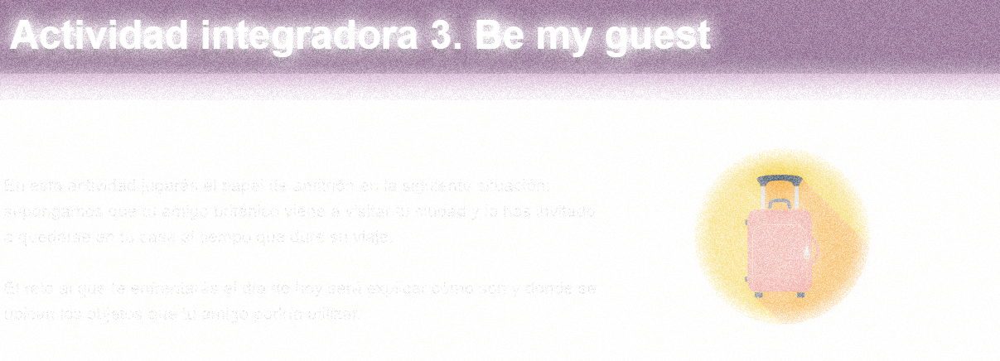 Actividad integradora 3. Be my guest
En esta actividad jugarás el papel de anfitrión en la siguiente situación:
supongamos que tu amigo británico viene a visitar tu ciudad y lo has invitado
a quedarse en tu casa el tiempo que dure su viaje.
El reto al que te enfrentarás el día de hoy será explicar cómo son y dónde se
ubican los objetos que tu amigo podría utilizar.